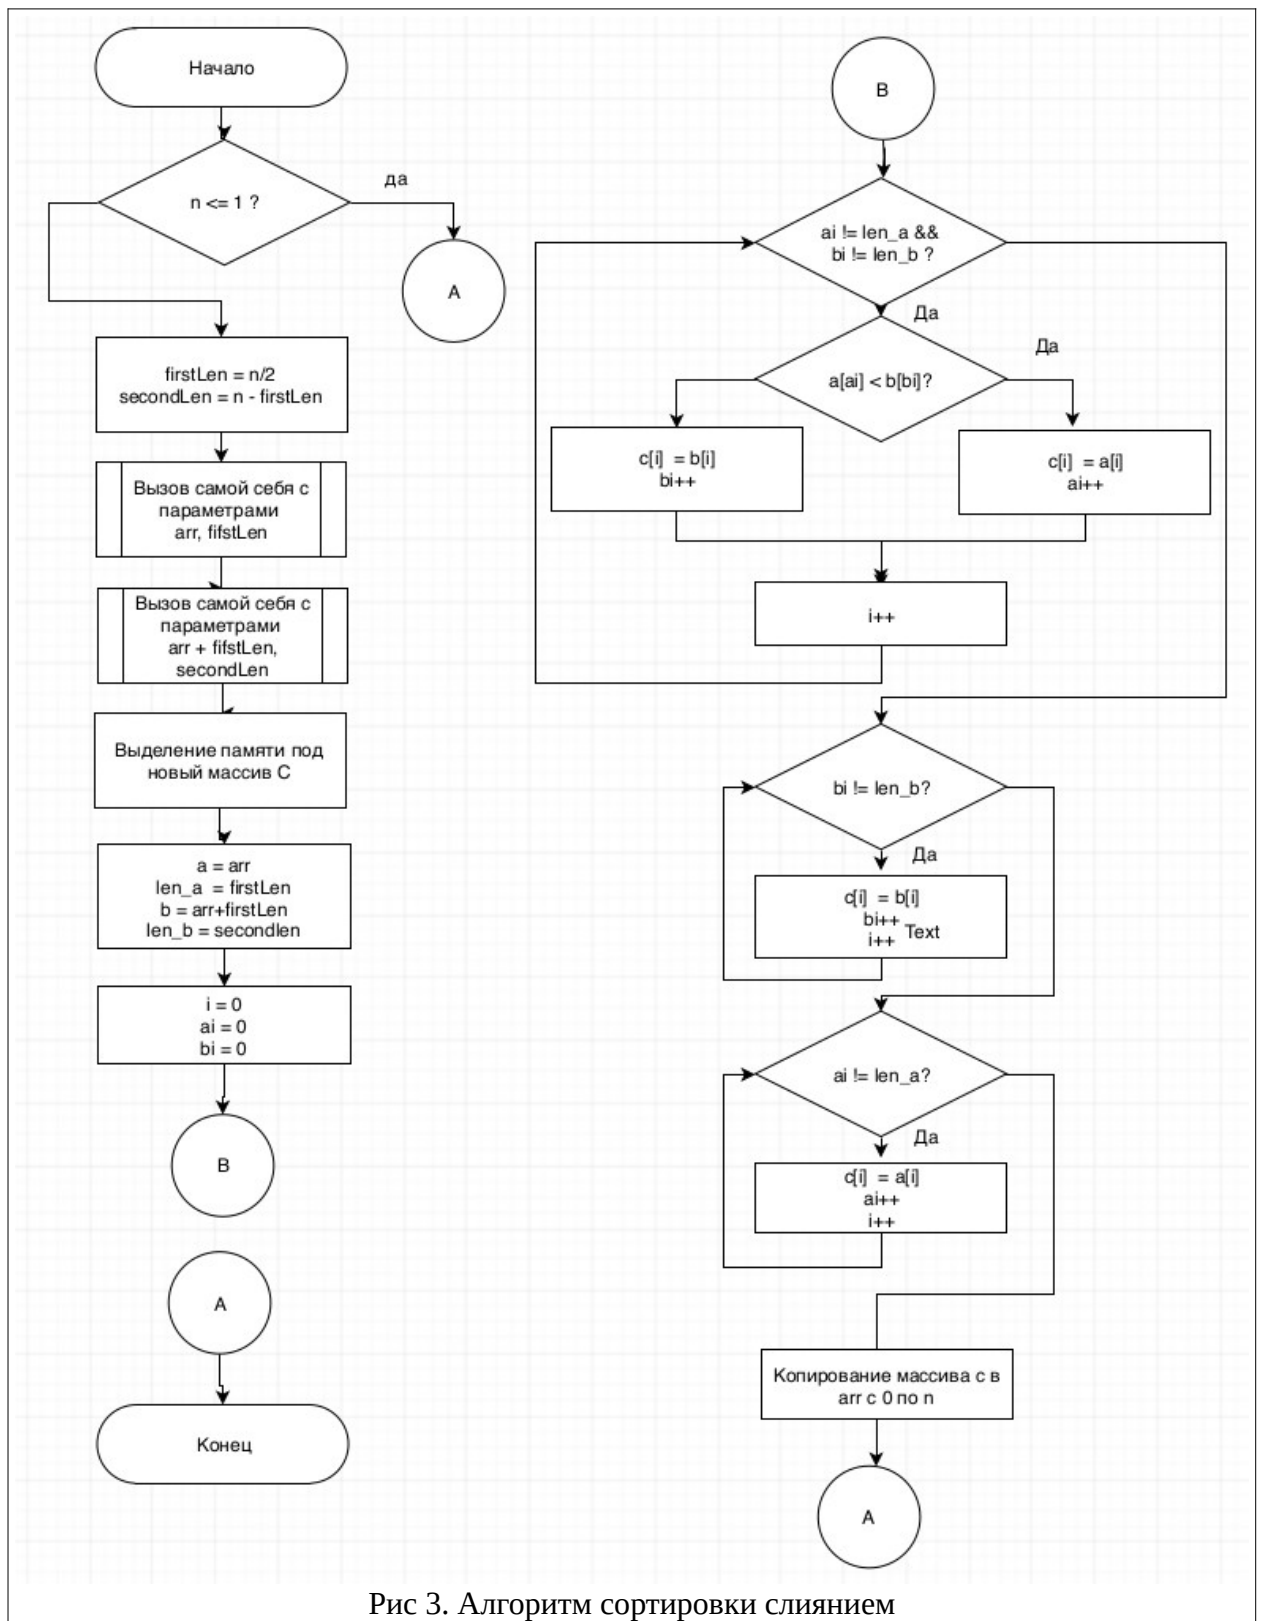 Начало
n <= 1 ?
да
A
firstLen = n/2
secondLen = n - firstLen
Вызов самой себя с
параметрами
arr, fifstLen
Вызов самой себя с
параметрами
arr + fifstLen,
secondLen
Выделение памяти под
новый массив С
a = arr
len_a = firstLen
b = arr+firstLen
len_b = secondlen
i = 0
ai = 0
bi = 0
B
A
Конец
B
ai != len_a &&
bi != len_b ?
Да
Да
a[ai] < b[bi]?
c[i] = b[i]
bi++
c[i] = a[i]
ai++
i++
bi != len_b?
Да
c[i] = b[i]
bi++
i++ Text
ai != len_a?
Да
c[i] = a[i]
ai++
i++
Копирование массива с в
arr с 0 по n
A
Рис 3. Алгоритм сортировки слиянием